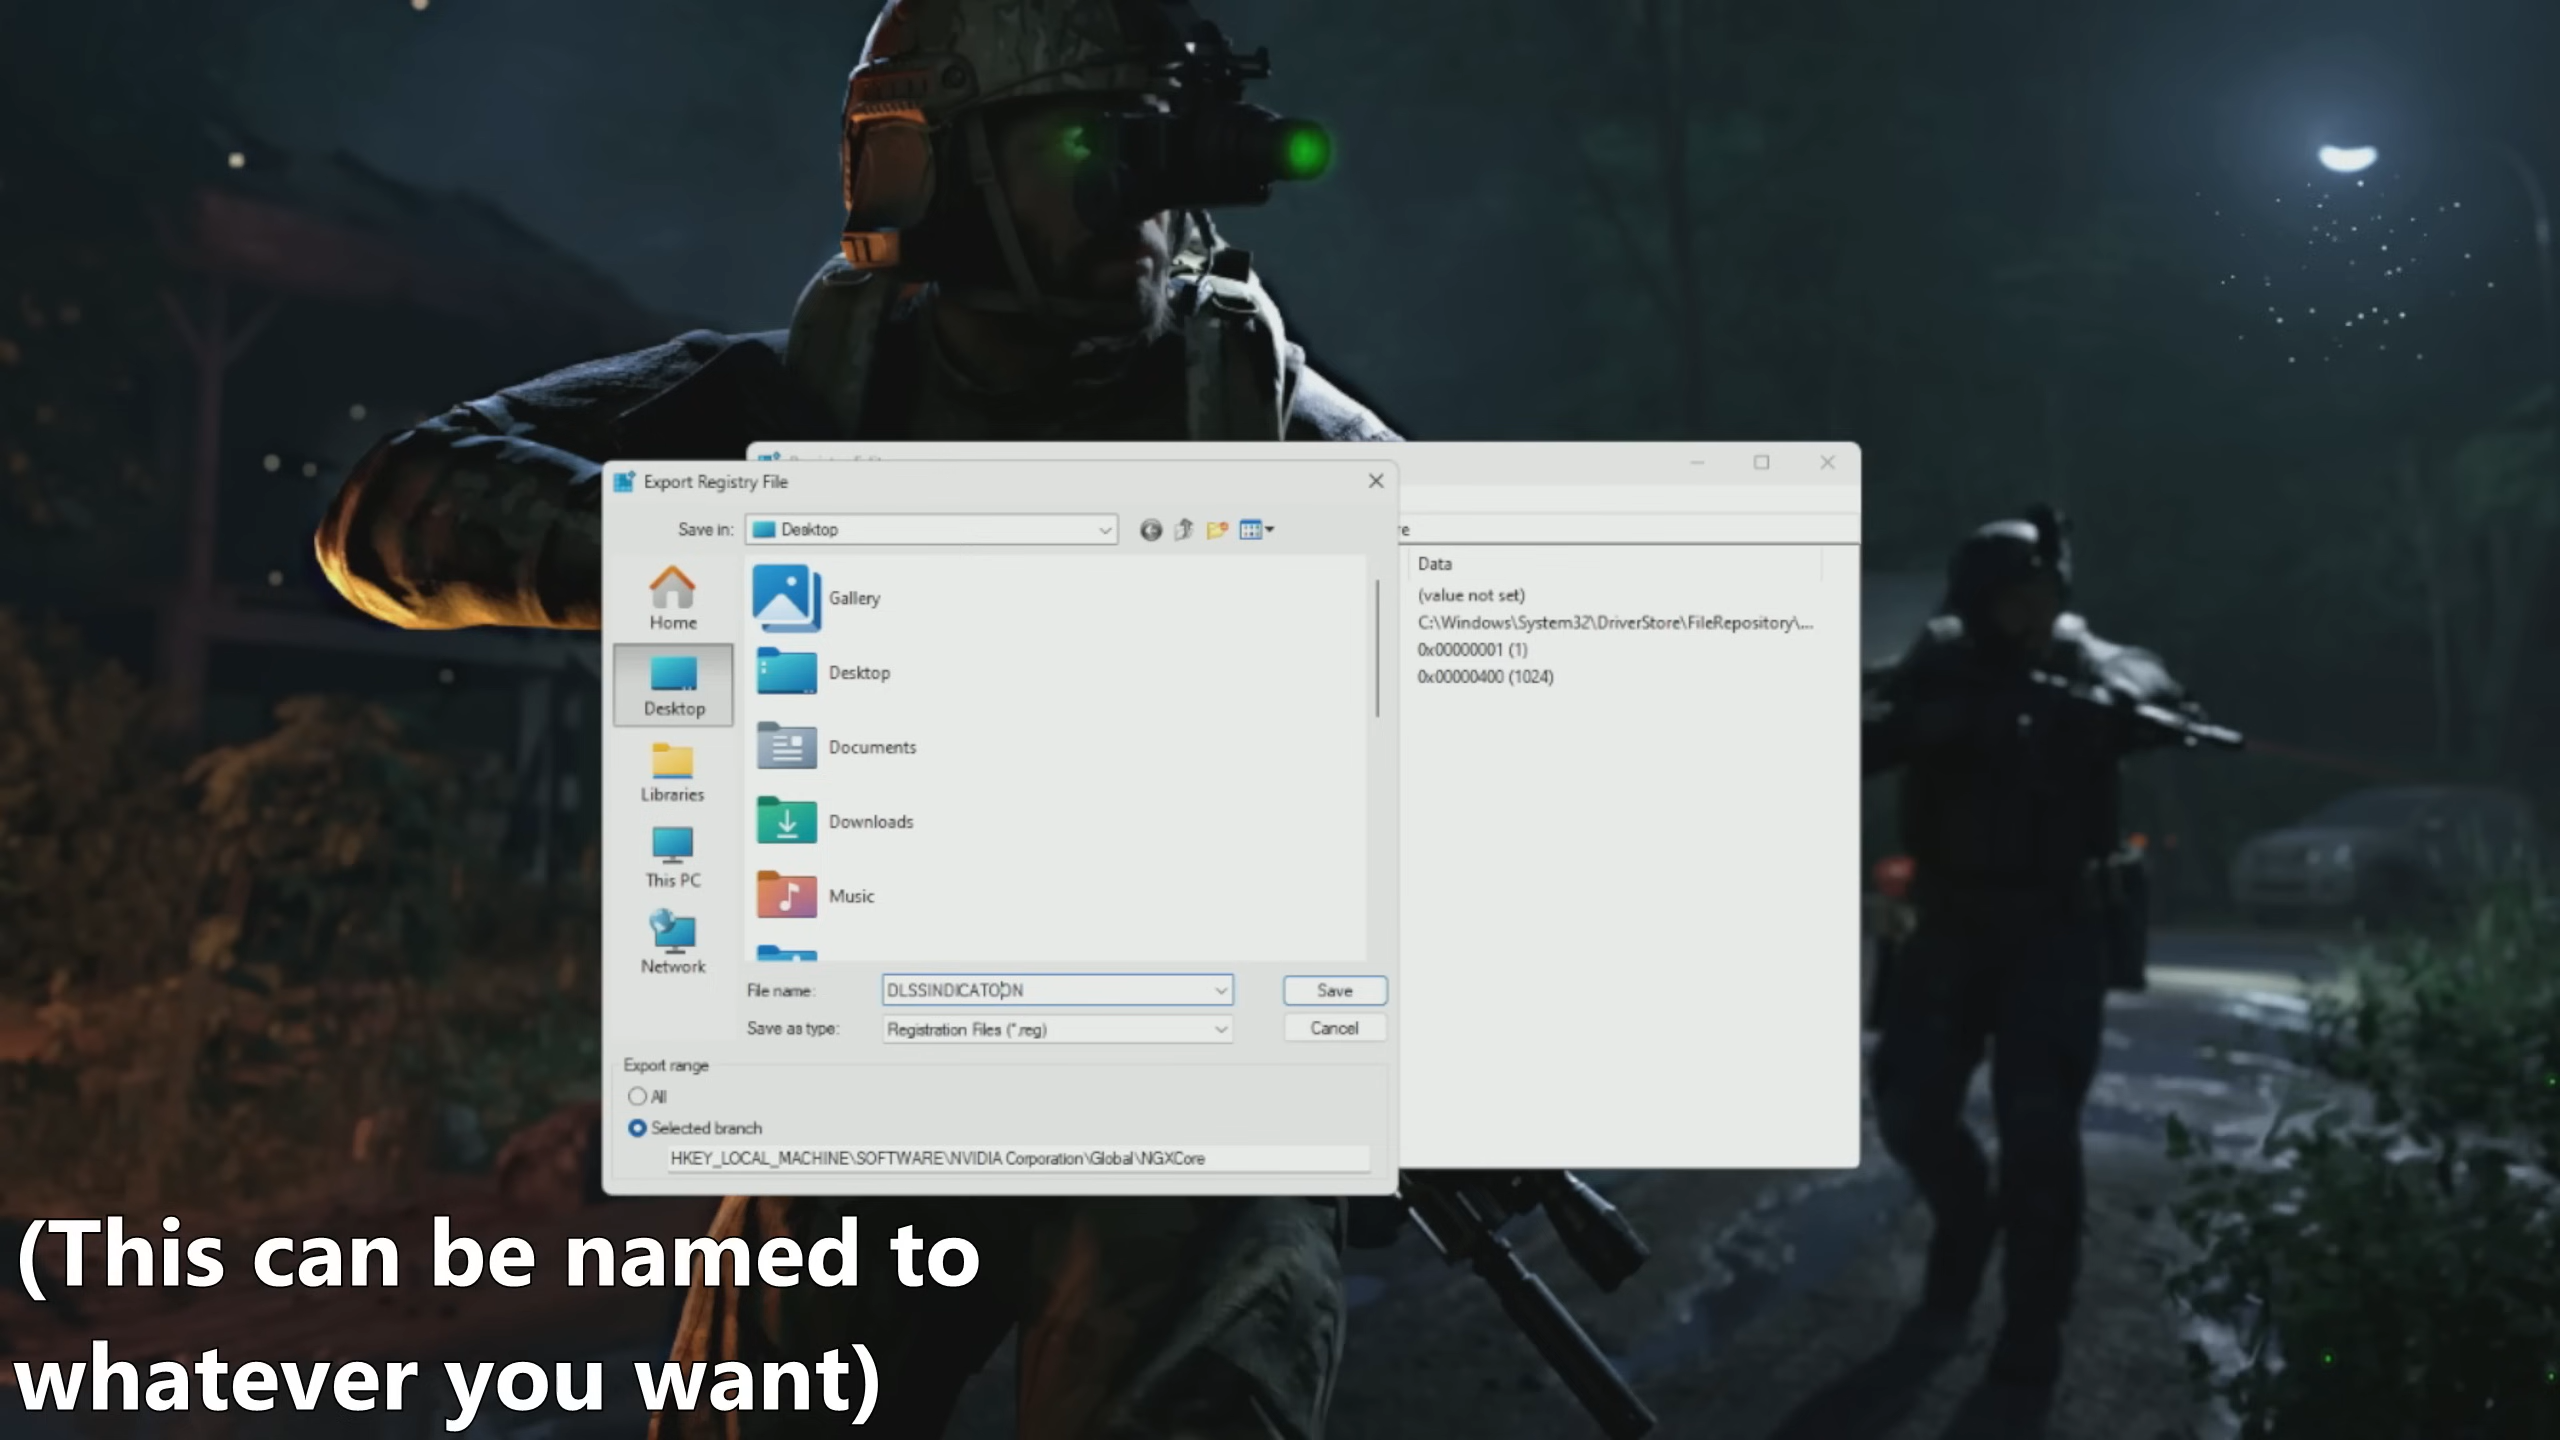 Export Registry File
Save in:
Desktop
re
Home
Desktop
Libraries
This PC
Network
Gallery
Desktop
Documents
Downloads
Music
Data
(value not set)
C:\Windows\System32\DriverStore\FileRepository\...
0x00000001 (1)
0x00000400 (1024)
File name:
DLSSINDICATOON
Save
Save as type:
Registration Files (*.reg)
Cancel
Export range
All
Selected branch
HKEY_LOCAL_MACHINE\SOFTWARE\NVIDIA Corporation\Global\NGXCore
(This can be named to
whatever you want)